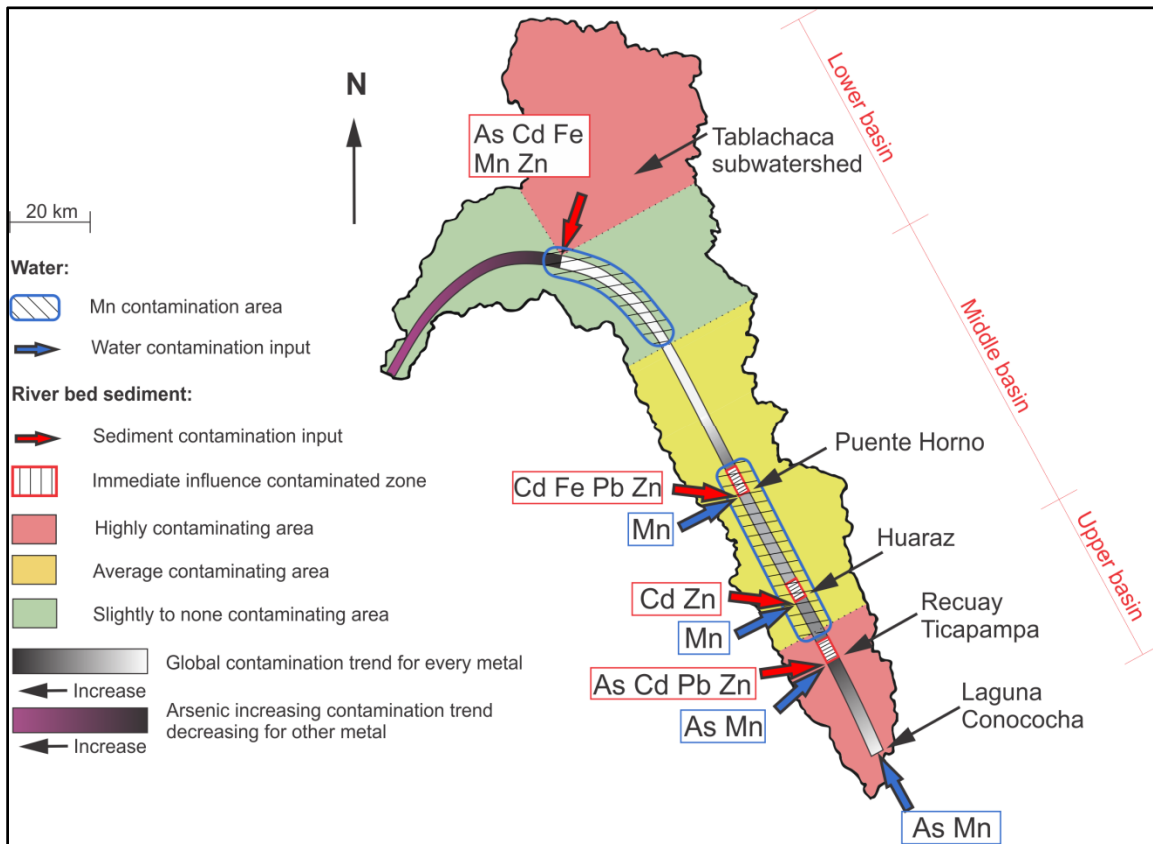 N
As Cd Fe
Mn Zn
Tablachaca
subwatershed
Lower basin
Middle basin
Upper basin
20 km
Water:
Mn contamination area
Water contamination input
River bed sediment:
Sediment contamination input
Immediate influence contaminated zone
Highly contaminating area
Average contaminating area
Slightly to none contaminating area
Global contamination trend for every metal
Increase
Arsenic increasing contamination trend
decreasing for other metal
Increase
Puente Horno
Cd Fe Pb Zn
Mn
Huaraz
Cd Zn
Mn
Recuay
Ticapampa
As Cd Pb Zn
As Mn
Laguna
Conococha
As Mn